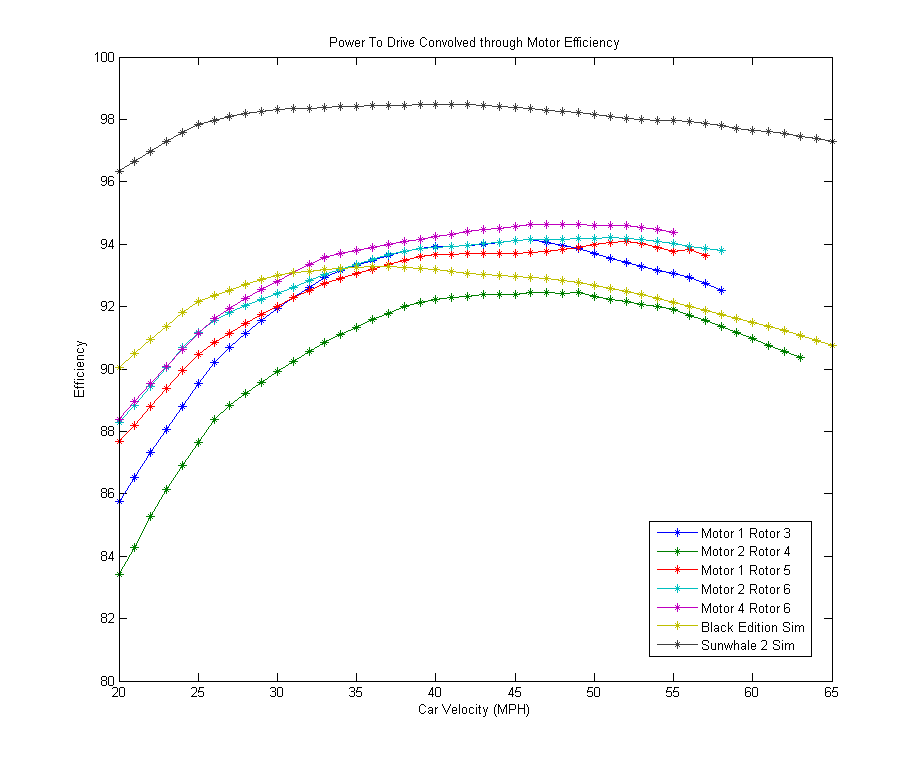 Power To Drive Convolved through Motor Efficiency
100
98
96
94
92
90
88
86
84
82
80
Efficiency
20 25 30 35 40 45 50 55 60 65
Car Velocity (MPH)
Motor 1 Rotor 3
Motor 2 Rotor 4
Motor 1 Rotor 5
Motor 2 Rotor 6
Motor 4 Rotor 6
Black Edition Sim
Sunwhale 2 Sim